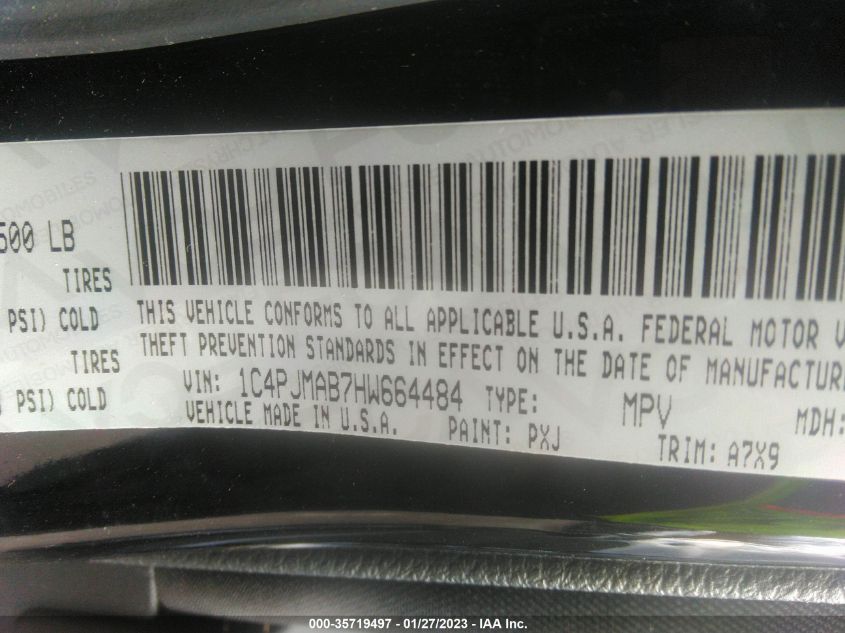 500 LB
TIRES
PSI) COLD
TIRES
PSI) COLD
THIS VEHICLE CONFORMS TO ALL APPLICABLE U.S.A. FEDERAL MOTOR V
THEFT PREVENTION STANDARDS IN EFFECT ON THE DATE OF MANUFACTUR
VIN: 1C4PJMAB7HW664484 TYPE: MPV MDH:
VEHICLE MADE IN U.S.A. PAINT: PXJ TRIM: A7X9
000-35719497 - 01/27/2023 - IAA Inc.